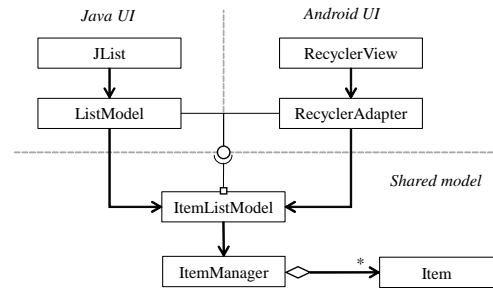 Java UI
Android UI
JList
RecyclerView
ListModel
RecyclerAdapter
Shared model
ItemListModel
ItemManager
*
Item